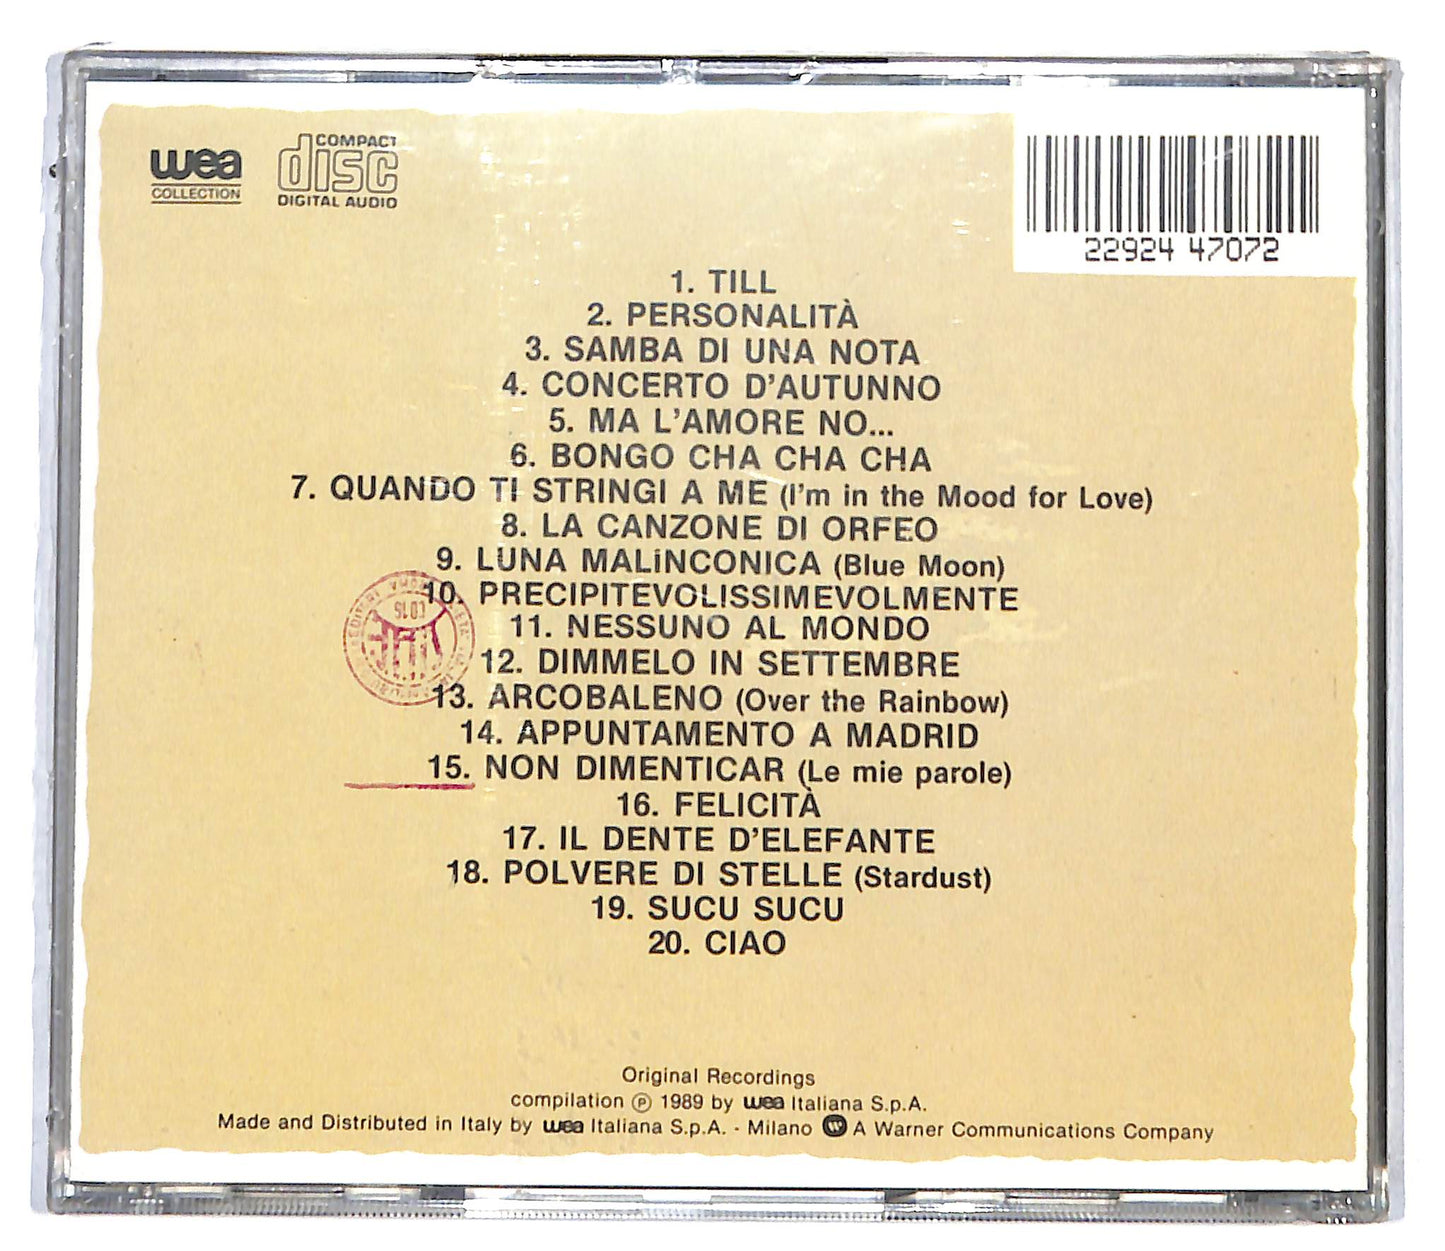 wea
COLLECTION
COMPACT
disc
DIGITAL AUDIO
22924 47072
1. TILL
2. PERSONALITÀ
3. SAMBA DI UNA NOTA
4. CONCERTO D'AUTUNNO
5. MA L'AMORE NO...
6. BONGO CHA CHA CHA
7. QUANDO TI STRINGI A ME (I'm in the Mood for Love)
8. LA CANZONE DI ORFEO
9. LUNA MALINCONICA (Blue Moon)
10. PRECIPITEVOLISSIMEVOLMENTE
11. NESSUNO AL MONDO
12. DIMMELO IN SETTEMBRE
13. ARCOBALENO (Over the Rainbow)
14. APPUNTAMENTO A MADRID
15. NON DIMENTICAR (Le mie parole)
16. FELICITÀ
17. IL DENTE D'ELEFANTE
18. POLVERE DI STELLE (Stardust)
19. SUCU SUCU
20. CIAO
Original Recordings
compilation ℗ 1989 by wea Italiana S.p.A.
Made and Distributed in Italy by wea Italiana S.p.A. - Milano A Warner Communications Company